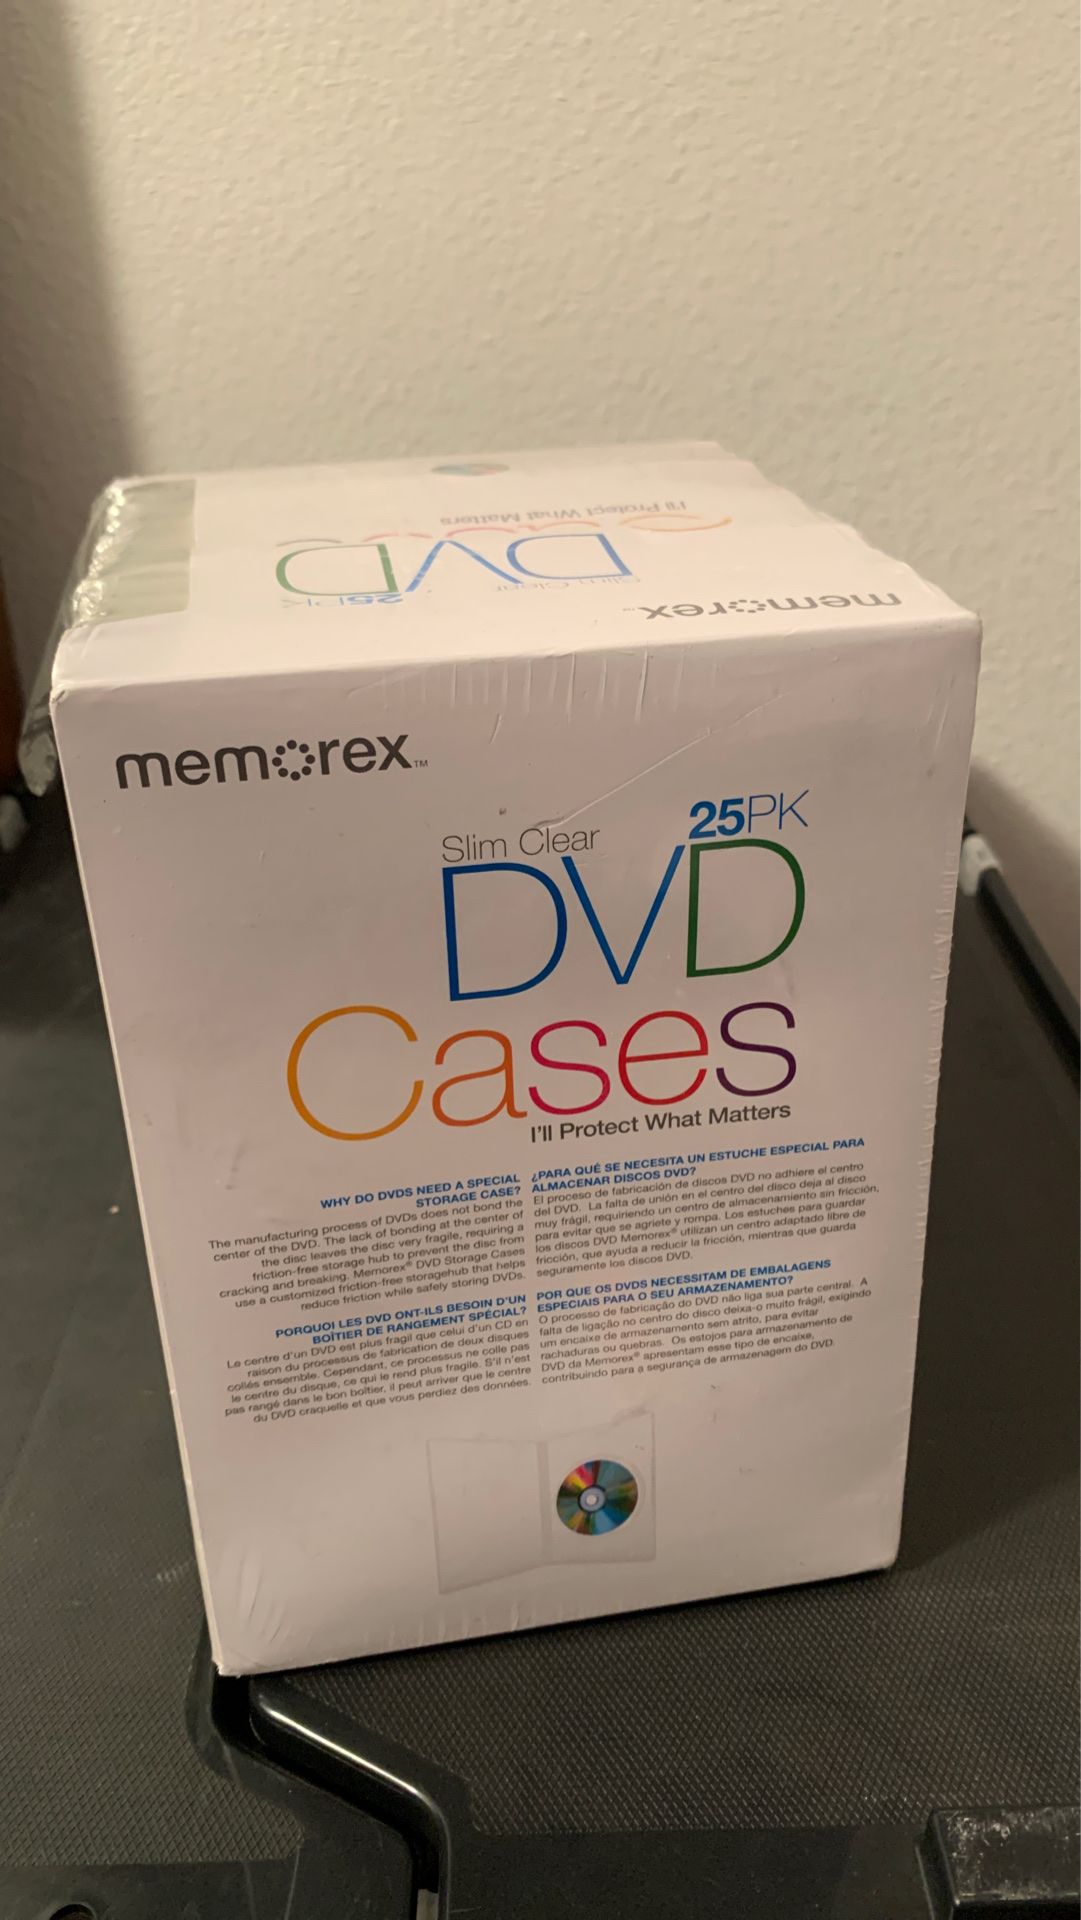 I'll Protect What Matters
DVD
Slim Clear
25PK
memorex
memorex™
25PK
Slim Clear
DVD
Cases
I'll Protect What Matters
WHY DO DVDS NEED A SPECIAL
STORAGE CASE?
The manufacturing process of DVDs does not bond the
center of the DVD. The lack of bonding at the center of
the disc leaves the disc very fragile, requiring a
friction-free storage hub to prevent the disc from
cracking and breaking. Memorex® DVD Storage Cases
use a customized friction-free storagehub that helps
reduce friction while safely storing DVDs.
¿PARA QUÉ SE NECESITA UN ESTUCHE ESPECIAL PARA
ALMACENAR DISCOS DVD?
El proceso de fabricación de discos DVD no adhiere el centro
del DVD. La falta de unión en el centro del disco deja al disco
muy frágil, requiriendo un centro de almacenamiento sin fricción,
para evitar que se agriete y rompa. Los estuches para guardar
los discos DVD Memorex® utilizan un centro adaptado libre de
fricción, que ayuda a reducir la fricción, mientras que guarda
seguramente los discos DVD.
PORQUOI LES DVD ONT-ILS BESOIN D'UN
BOÎTIER DE RANGEMENT SPÉCIAL?
Le centre d'un DVD est plus fragil que celui d'un CD en
raison du processus de fabrication de deux disques
collés ensemble. Cependant, ce processus ne colle pas
le centre du disque, ce qui le rend plus fragile. S'il n'est
pas rangé dans le bon boîtier, il peut arriver que le centre
du DVD craquelle et que vous perdiez des données.
POR QUE OS DVDS NECESSITAM DE EMBALAGENS
ESPECIAIS PARA O SEU ARMAZENAMENTO?
O processo de fabricação do DVD não liga sua parte central. A
falta de ligação no centro do disco deixa-o muito frágil, exigindo
um encaixe de armazenamento sem atrito, para evitar
rachaduras ou quebras. Os estojos para armazenamento de
DVD da Memorex® apresentam esse tipo de encaixe,
contribuindo para a segurança de armazenagem do DVD.